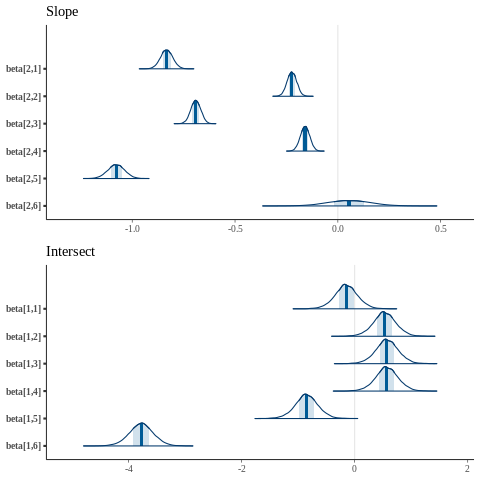 Slope
beta[2,1]
beta[2,2]
beta[2,3]
beta[2,4]
beta[2,5]
beta[2,6]
-1.0 -0.5 0.0 0.5
Intersect
beta[1,1]
beta[1,2]
beta[1,3]
beta[1,4]
beta[1,5]
beta[1,6]
-4 -2 0 2